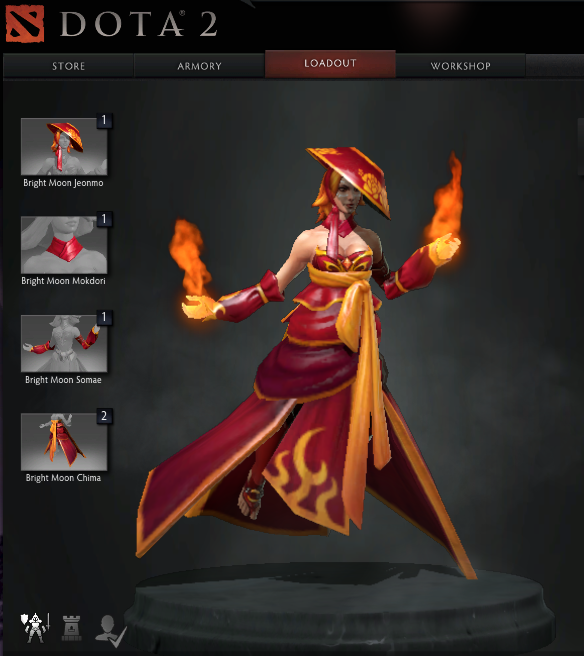 DOTA® 2
STORE
ARMORY
LOADOUT
WORKSHOP
1
Bright Moon Jeonmo
1
Bright Moon Mokdori
1
Bright Moon Somae
2
Bright Moon Chima